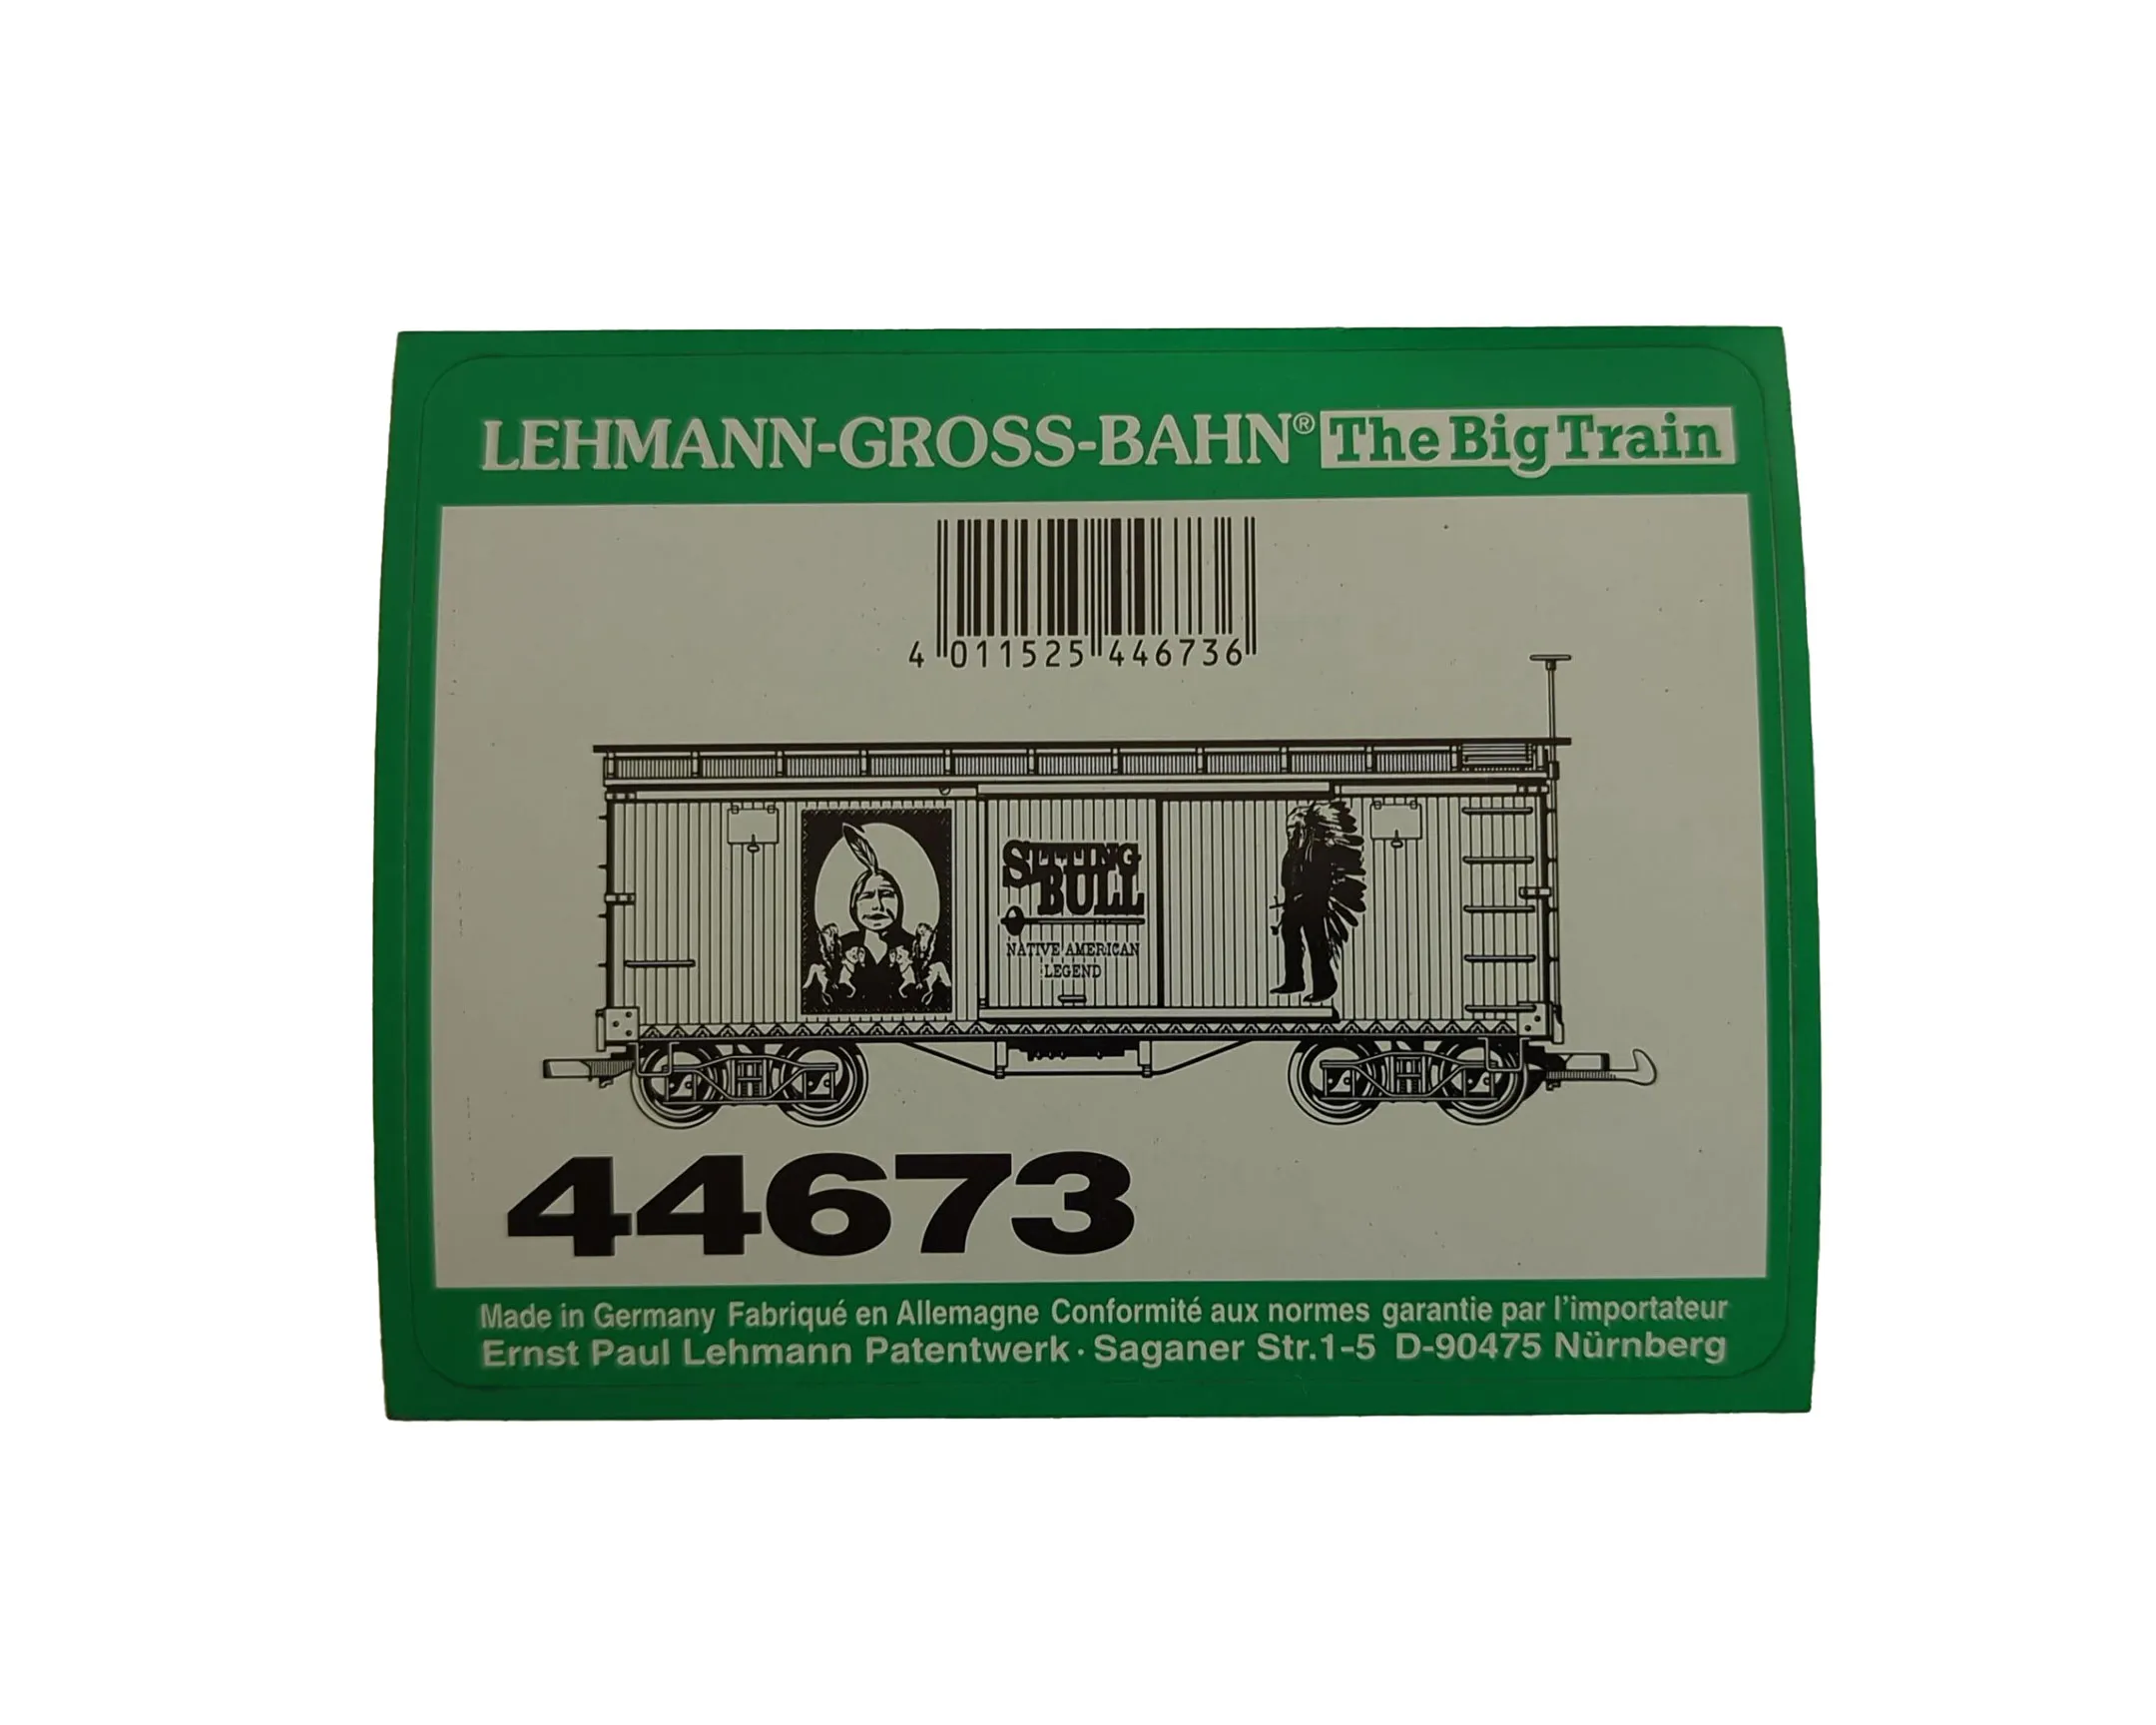 LEHMANN-GROSS-BAHN® The Big Train
4 011525 446736
SITTING
BULL
NATIVE AMERICAN
LEGEND
44673
Made in Germany Fabriqué en Allemagne Conformité aux normes garantie par l'importateur
Ernst Paul Lehmann Patentwerk · Saganer Str.1-5 D-90475 Nürnberg